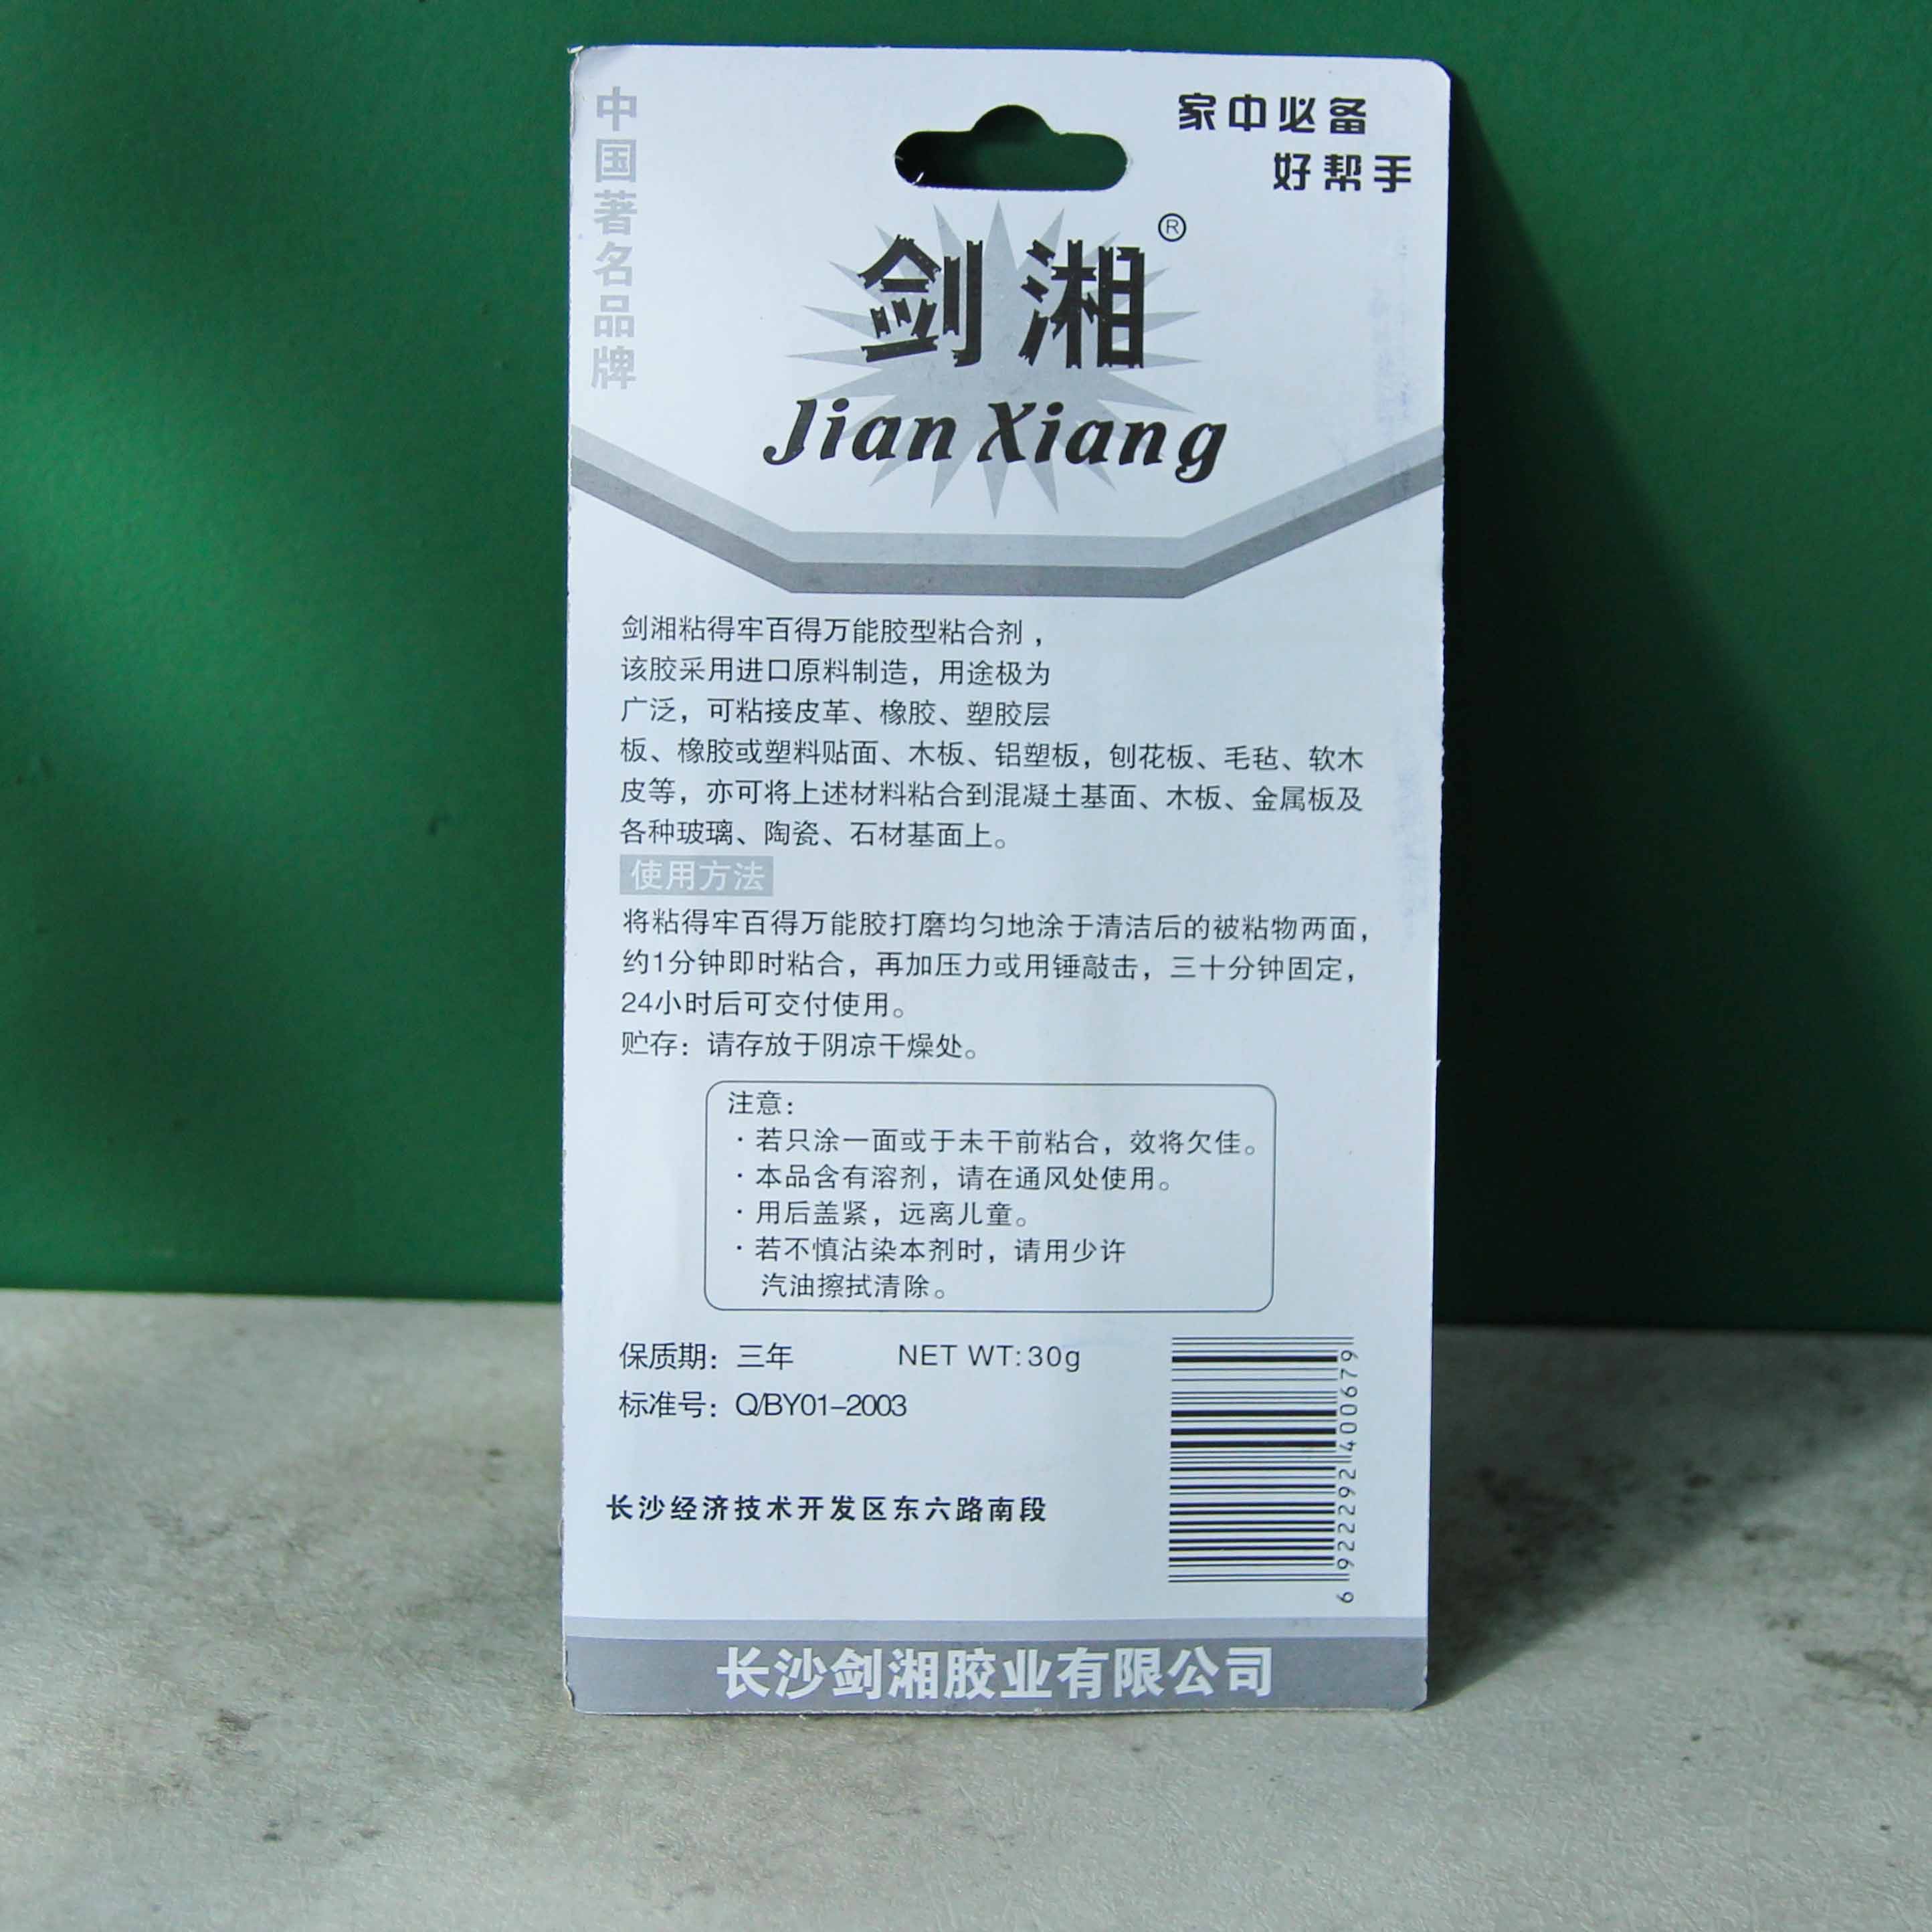 中国著名品牌
家中必备
好帮手
剑湘®
Jian Xiang
剑湘粘得牢百得万能胶型粘合剂，
该胶采用进口原料制造，用途极为
广泛，可粘接皮革、橡胶、塑胶层
板、橡胶或塑料贴面、木板、铝塑板，刨花板、毛毡、软木
皮等，亦可将上述材料粘合到混凝土基面、木板、金属板及
各种玻璃、陶瓷、石材基面上。
使用方法
将粘得牢百得万能胶打磨均匀地涂于清洁后的被粘物两面，
约1分钟即时粘合，再加压力或用锤敲击，三十分钟固定，
24小时后可交付使用。
贮存：请存放于阴凉干燥处。
注意：
·若只涂一面或于未干前粘合，效将欠佳。
·本品含有溶剂，请在通风处使用。
·用后盖紧，远离儿童。
·若不慎沾染本剂时，请用少许
汽油擦拭清除。
保质期：三年 NET WT:30g
标准号：Q/BY01-2003
6922292400679
长沙经济技术开发区东六路南段
长沙剑湘胶业有限公司